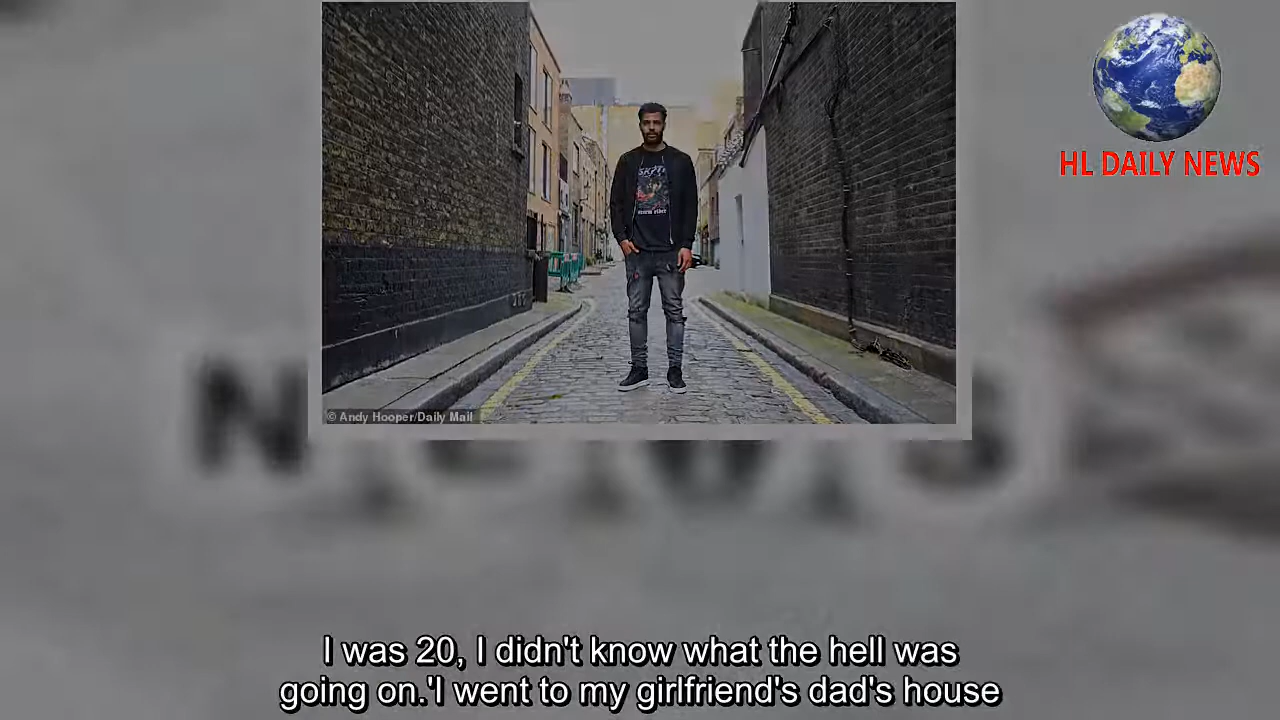 HL DAILY NEWS
© Andy Hooper/Daily Mail
NEWS
I was 20, I didn't know what the hell was
going on.'I went to my girlfriend's dad's house